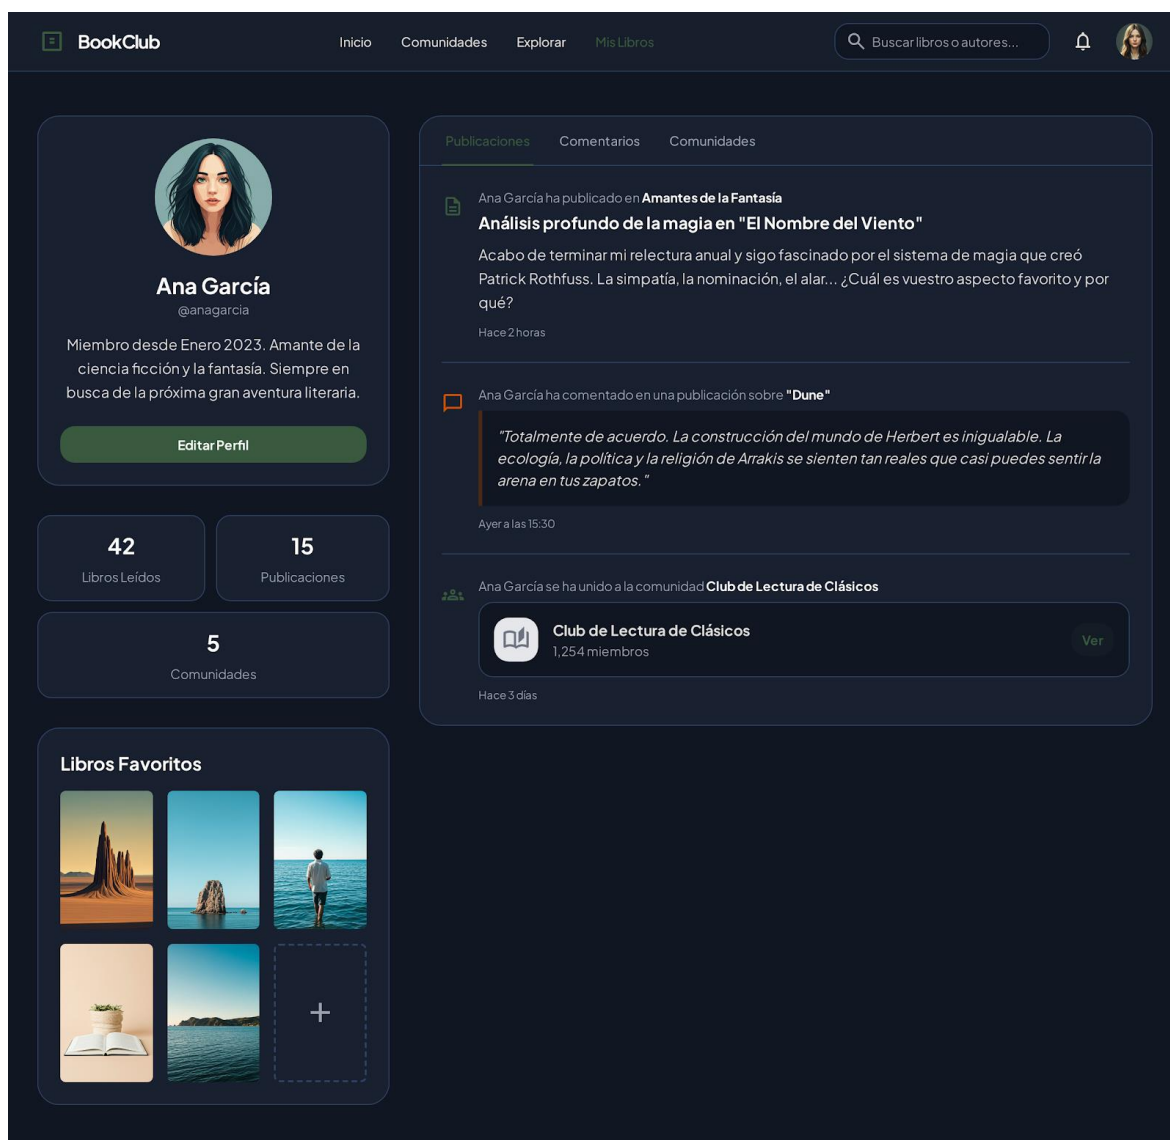 BookClub
Inicio
Comunidades
Explorar
Mis Libros
Buscar libros o autores...
Ana García
@anagarcia
Miembro desde Enero 2023. Amante de la
ciencia ficción y la fantasía. Siempre en
busca de la próxima gran aventura literaria.
Editar Perfil
42
Libros Leídos
15
Publicaciones
5
Comunidades
Libros Favoritos
Publicaciones
Comentarios
Comunidades
Ana García ha publicado en Amantes de la Fantasía
Análisis profundo de la magia en "El Nombre del Viento"
Acabo de terminar mi relectura anual y sigo fascinado por el sistema de magia que creó
Patrick Rothfuss. La simpatía, la nominación, el alar... ¿Cuál es vuestro aspecto favorito y por
qué?
Hace 2 horas
Ana García ha comentado en una publicación sobre "Dune"
"Totalmente de acuerdo. La construcción del mundo de Herbert es inigualable. La
ecología, la política y la religión de Arrakis se sienten tan reales que casi puedes sentir la
arena en tus zapatos."
Ayer a las 15:30
Ana García se ha unido a la comunidad Club de Lectura de Clásicos
Club de Lectura de Clásicos
1,254 miembros
Ver
Hace 3 días